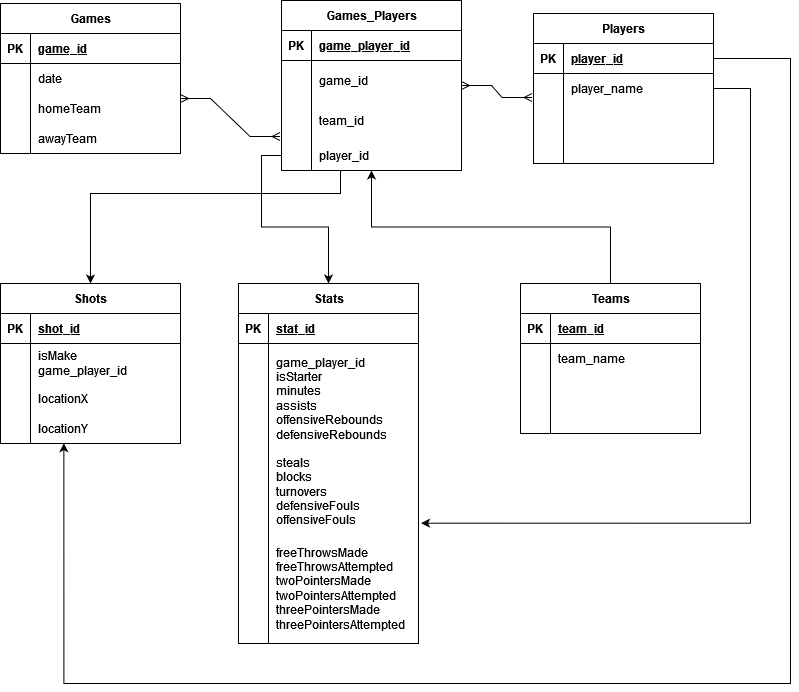 Games
PK game_id
date
homeTeam
awayTeam
Games_Players
PK game_player_id
game_id
team_id
player_id
Players
PK player_id
player_name
Shots
PK shot_id
isMake
game_player_id
locationX
locationY
Stats
PK stat_id
game_player_id
isStarter
minutes
assists
offensiveRebounds
defensiveRebounds
steals
blocks
turnovers
defensiveFouls
offensiveFouls
freeThrowsMade
freeThrowsAttempted
twoPointersMade
twoPointersAttempted
threePointersMade
threePointersAttempted
Teams
PK team_id
team_name